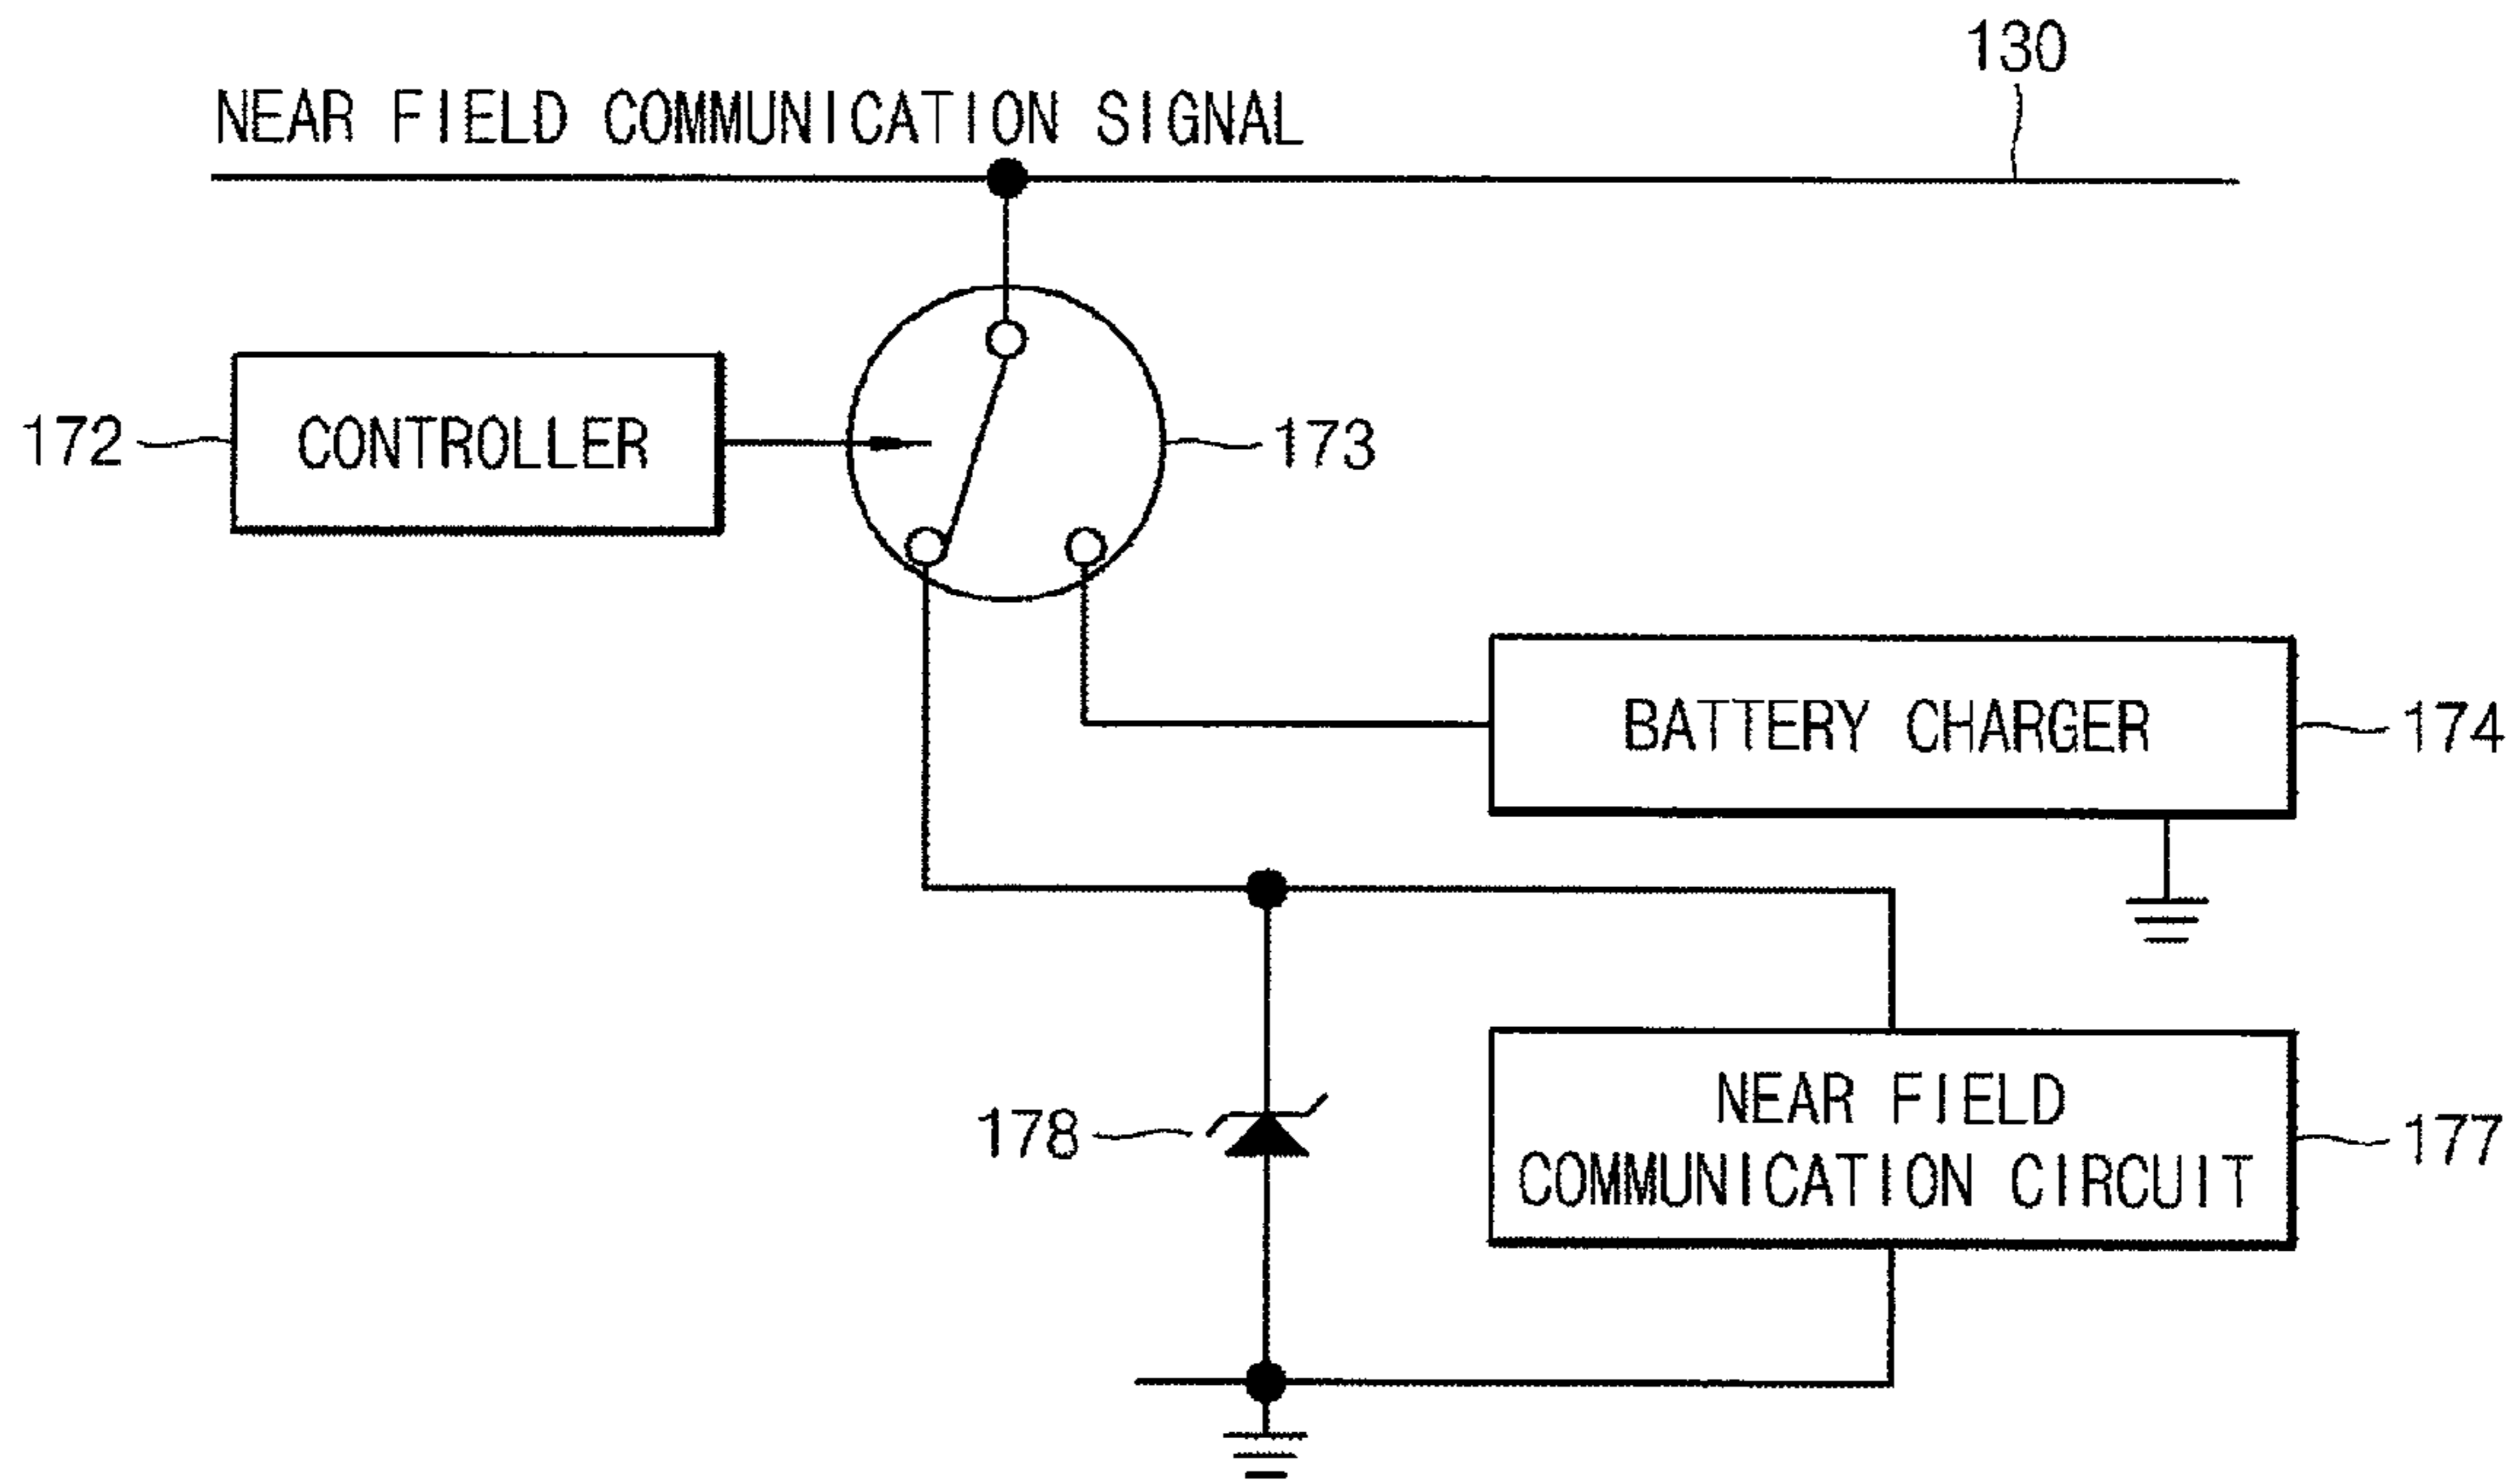 130
NEAR FIELD COMMUNICATION SIGNAL
172
CONTROLLER
173
BATTERY CHARGER
174
178
NEAR FIELD
COMMUNICATION CIRCUIT
177